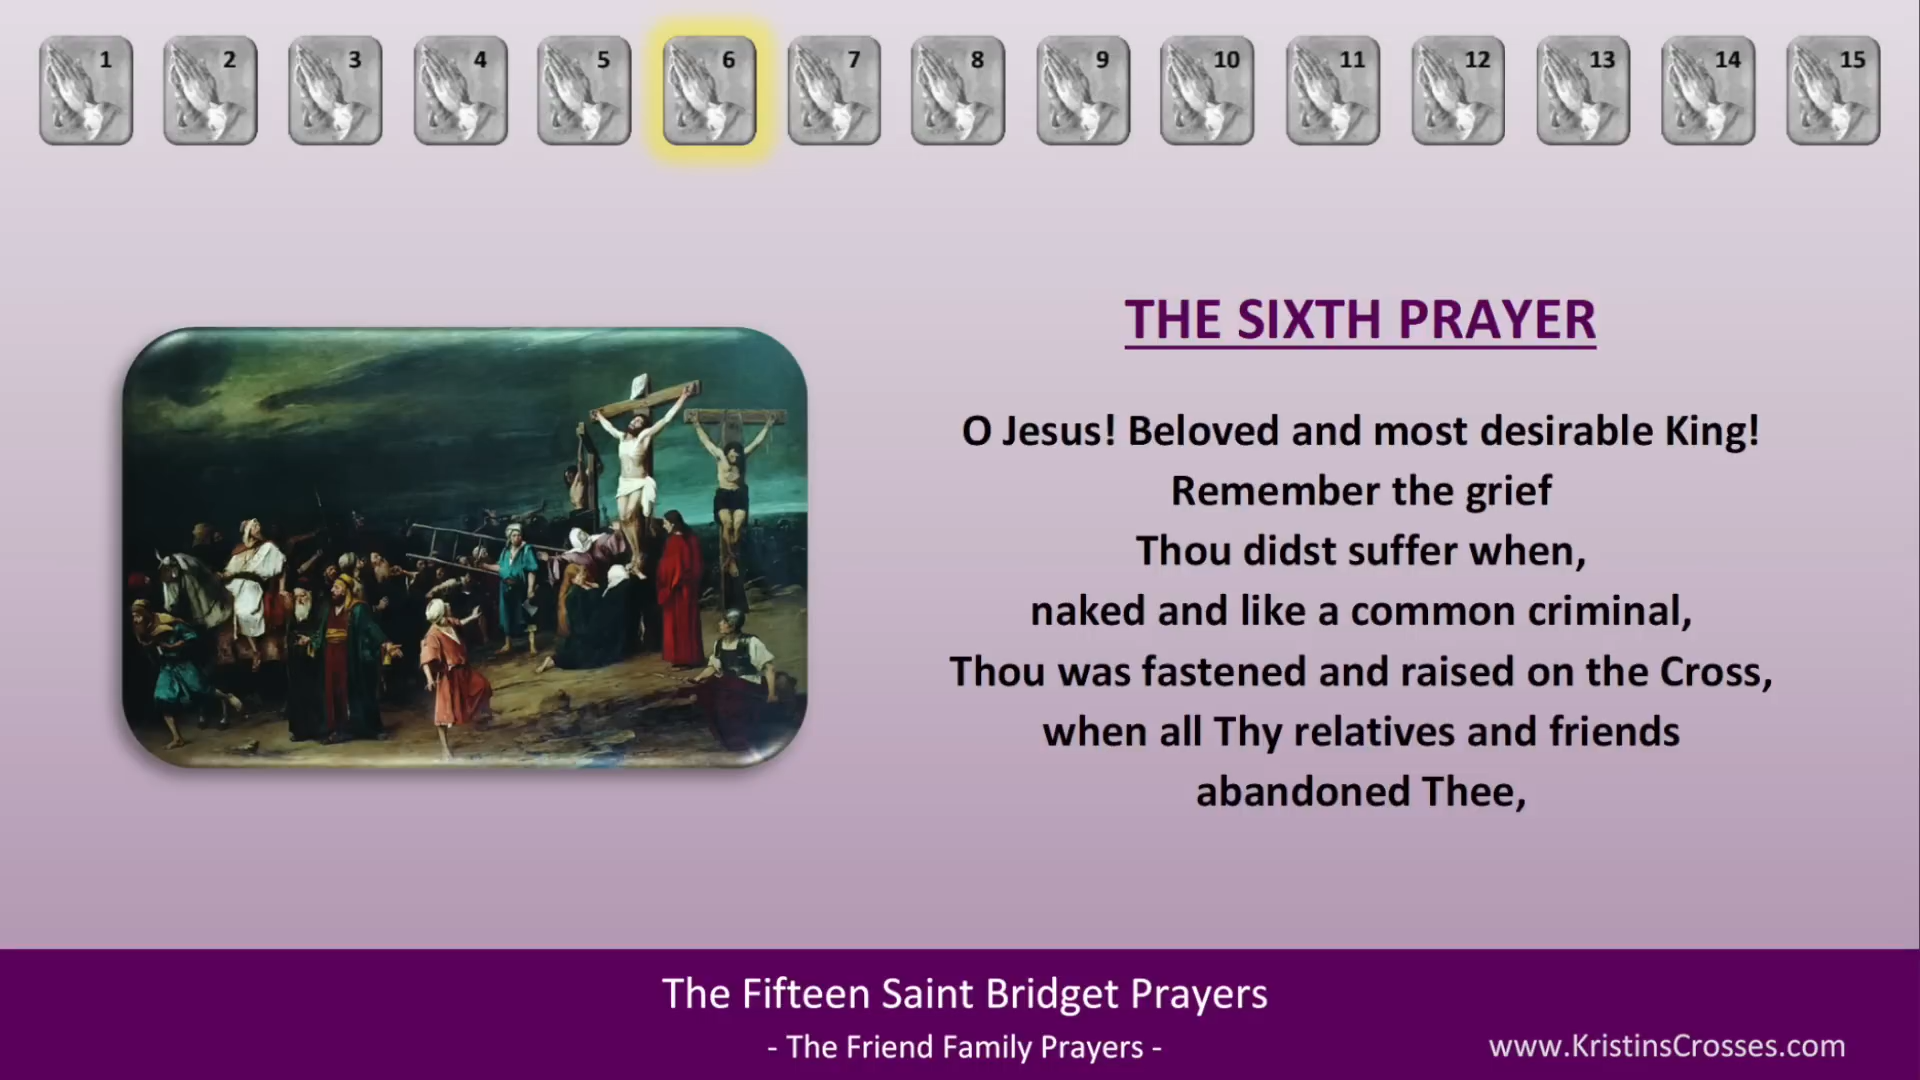 1 2 3 4 5 6 7 8 9 10 11 12 13 14 15
THE SIXTH PRAYER
O Jesus! Beloved and most desirable King!
Remember the grief
Thou didst suffer when,
naked and like a common criminal,
Thou was fastened and raised on the Cross,
when all Thy relatives and friends
abandoned Thee,
The Fifteen Saint Bridget Prayers
- The Friend Family Prayers -
www.KristinsCrosses.com